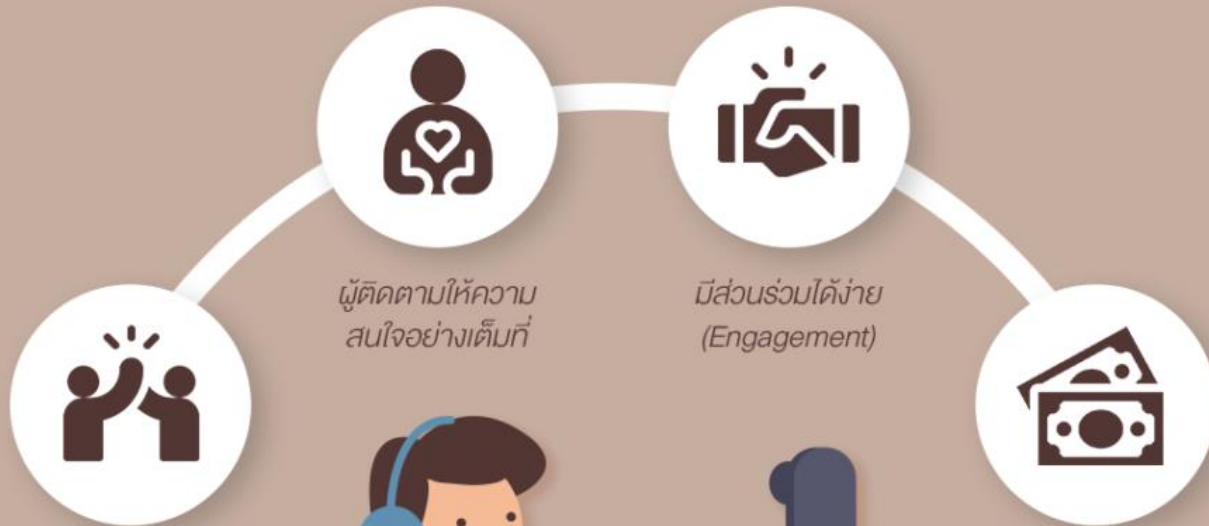 ผู้ติดตามให้ความ
สนใจอย่างเต็มที่
มีส่วนร่วมได้ง่าย
(Engagement)